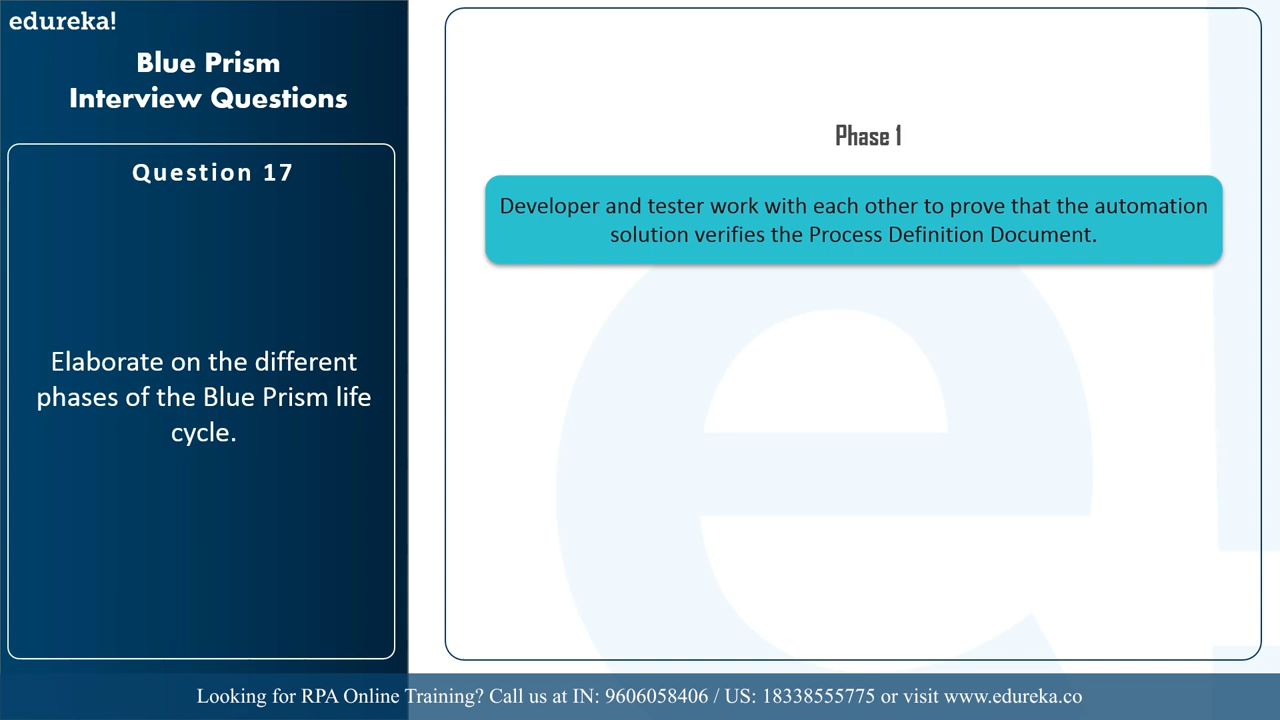 edureka!
Blue Prism
Interview Questions
Question 17
Elaborate on the different
phases of the Blue Prism life
cycle.
Phase 1
Developer and tester work with each other to prove that the automation
solution verifies the Process Definition Document.
Looking for RPA Online Training? Call us at IN: 9606058406 / US: 18338555775 or visit www.edureka.co